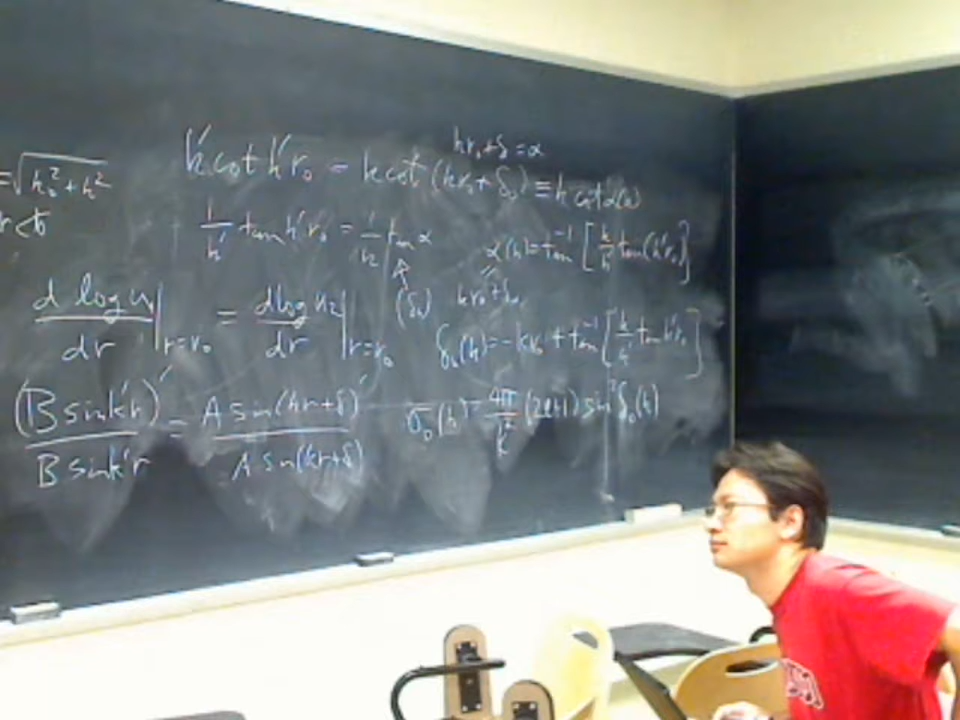 = √(k₀² + k²)
r < b
kr₀ + δ₀ = α
k' cot k'r₀ = k cot (kr₀ + δ₀) ≡ k cot α(k)
1/k' tan k'r₀ = 1/k tan α
α(k) = tan⁻¹ [k/k' tan(k'r₀)]
(δ₀) kr₀ + δ₀
d log u₁/dr |r=r₀ = d log u₂/dr |r=r₀
δ₀(k) = -kr₀ + tan⁻¹ [k/k' tan k'r₀]
(B sin k'r)'/B sin k'r = A sin(kr+δ)'/A sin(kr+δ)
σ₀(k) = 4π/k² (2l+1) sin² δ₀(k)